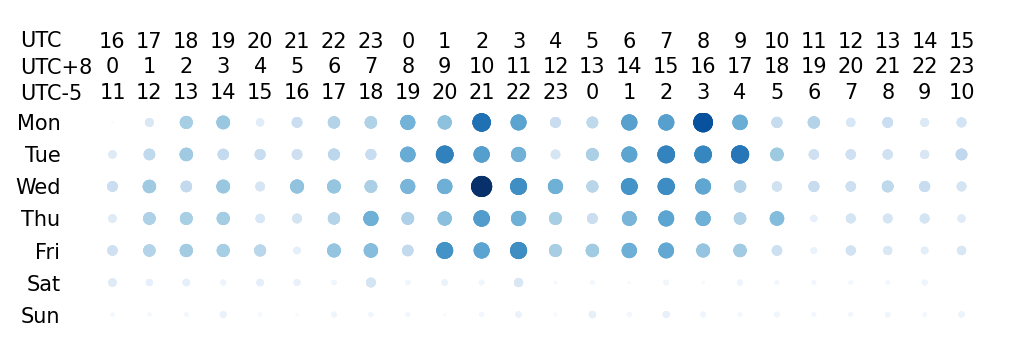 UTC 16 17 18 19 20 21 22 23 0 1 2 3 4 5 6 7 8 9 10 11 12 13 14 15
UTC+8 0 1 2 3 4 5 6 7 8 9 10 11 12 13 14 15 16 17 18 19 20 21 22 23
UTC-5 11 12 13 14 15 16 17 18 19 20 21 22 23 0 1 2 3 4 5 6 7 8 9 10
Mon
Tue
Wed
Thu
Fri
Sat
Sun